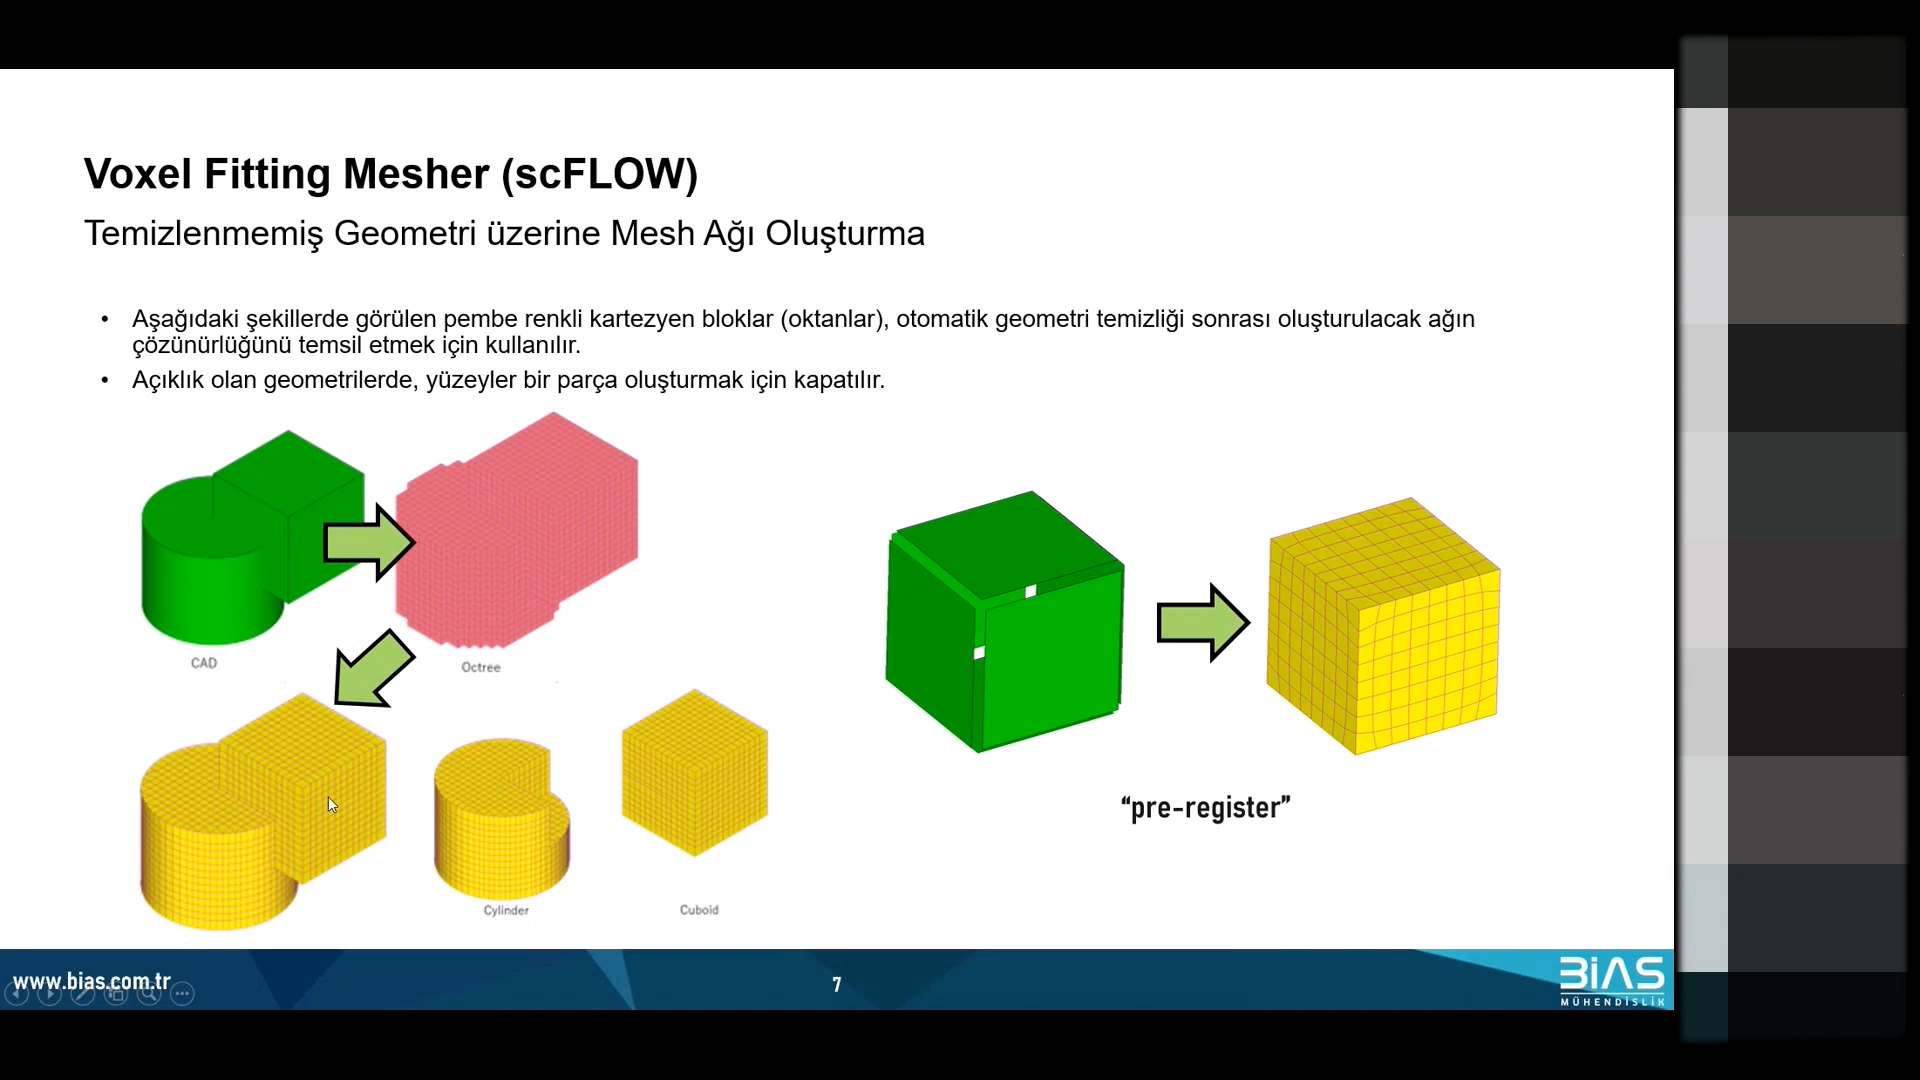 Voxel Fitting Mesher (scFLOW)
Temizlenmemiş Geometri üzerine Mesh Ağı Oluşturma
• Aşağıdaki şekillerde görülen pembe renkli kartezyen bloklar (oktanlar), otomatik geometri temizliği sonrası oluşturulacak ağın
çözünürlüğünü temsil etmek için kullanılır.
• Açıklık olan geometrilerde, yüzeyler bir parça oluşturmak için kapatılır.
CAD
Octree
Cylinder
Cuboid
“pre-register”
www.bias.com.tr
7
BİAS
MÜHENDİSLİK